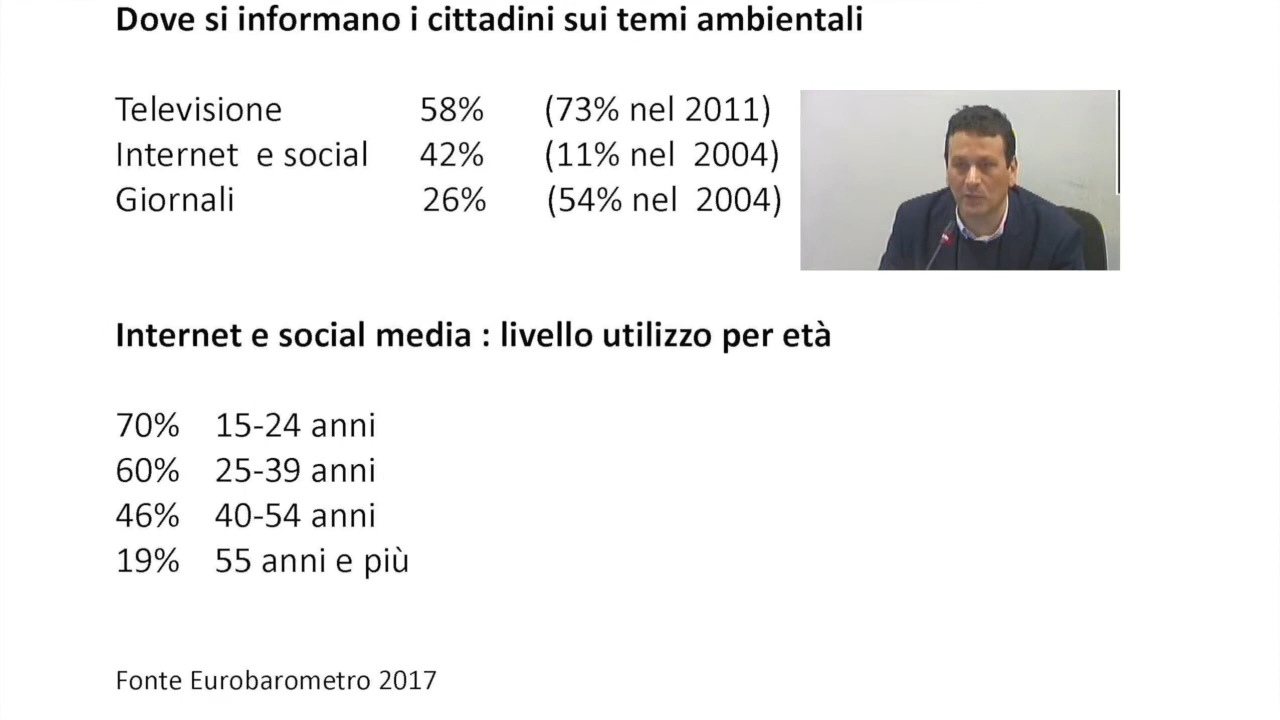 Dove si informano i cittadini sui temi ambientali
Televisione 58% (73% nel 2011)
Internet e social 42% (11% nel 2004)
Giornali 26% (54% nel 2004)
Internet e social media : livello utilizzo per età
70% 15-24 anni
60% 25-39 anni
46% 40-54 anni
19% 55 anni e più
Fonte Eurobarometro 2017